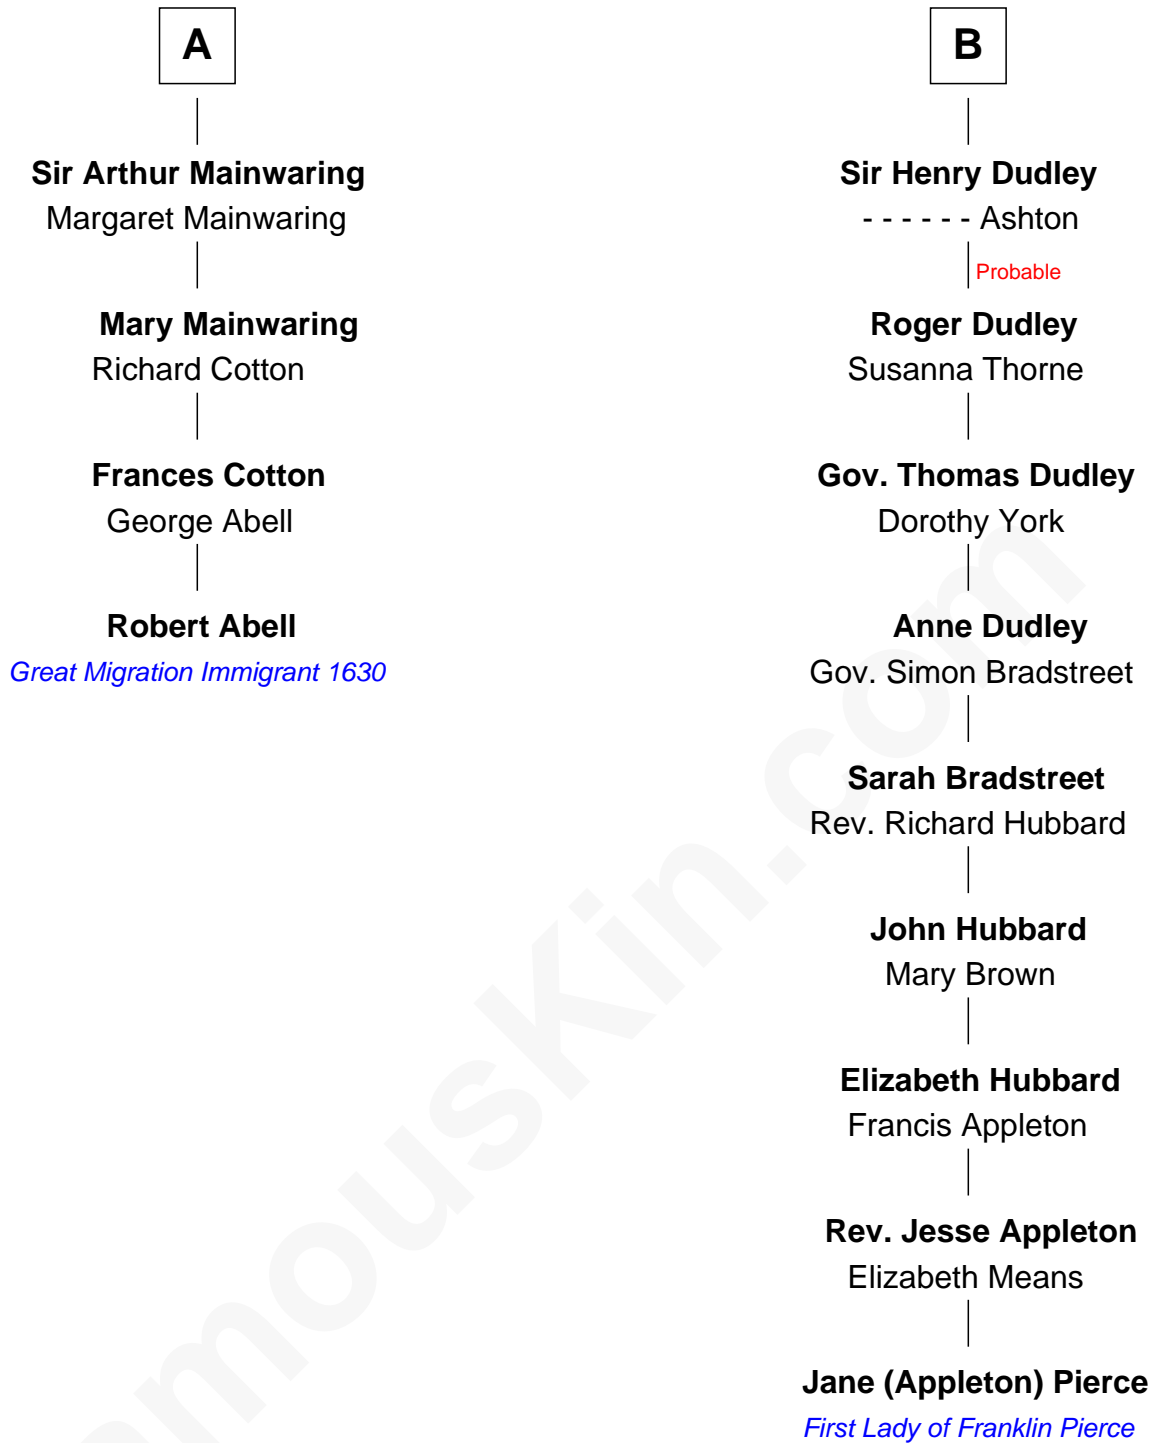 A
Sir Arthur Mainwaring
Margaret Mainwaring
Mary Mainwaring
Richard Cotton
Frances Cotton
George Abell
Robert Abell
Great Migration Immigrant 1630
B
Sir Henry Dudley
- - - - - - Ashton
Probable
Roger Dudley
Susanna Thorne
Gov. Thomas Dudley
Dorothy York
Anne Dudley
Gov. Simon Bradstreet
Sarah Bradstreet
Rev. Richard Hubbard
John Hubbard
Mary Brown
Elizabeth Hubbard
Francis Appleton
Rev. Jesse Appleton
Elizabeth Means
Jane (Appleton) Pierce
First Lady of Franklin Pierce
amouskin.com